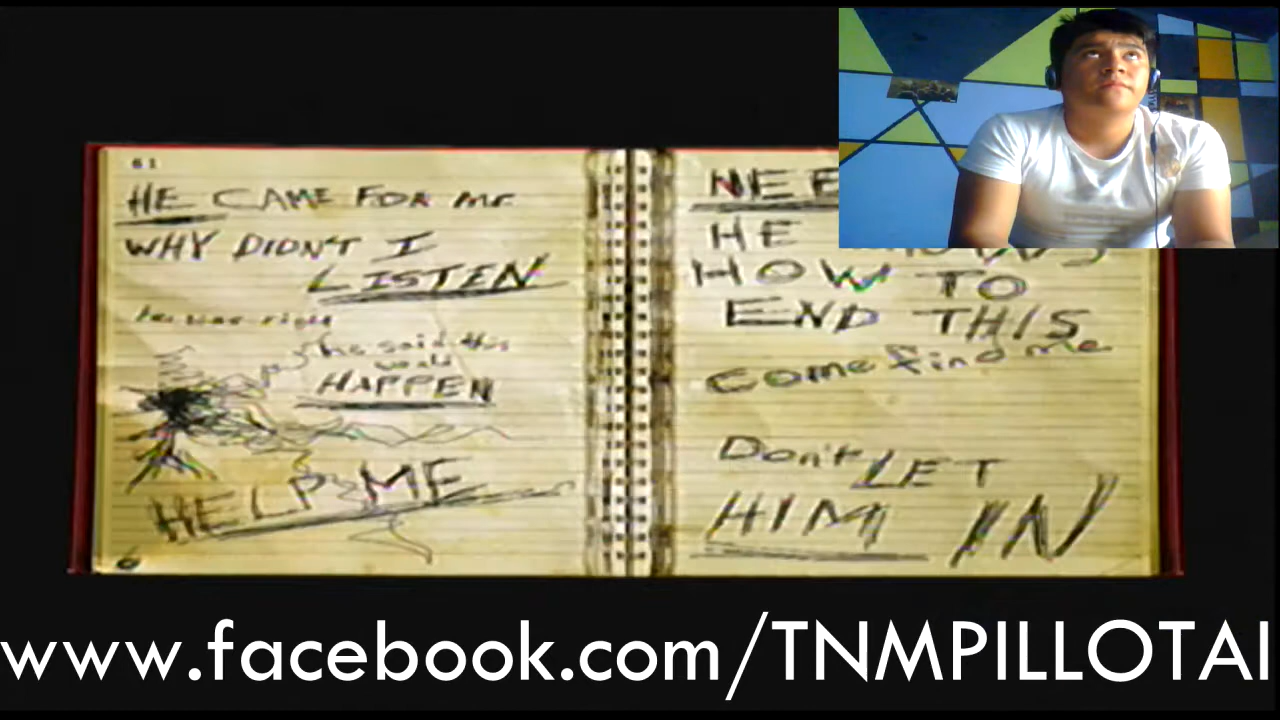 61
HE CAME FOR me
WHY DIDN'T I
LISTEN
he was right
he said this
would
HAPPEN
HELP ME
6
HE
HOW TO
END THIS
come find me
Don't LET
HIM IN
www.facebook.com/TNMPILLOTAI